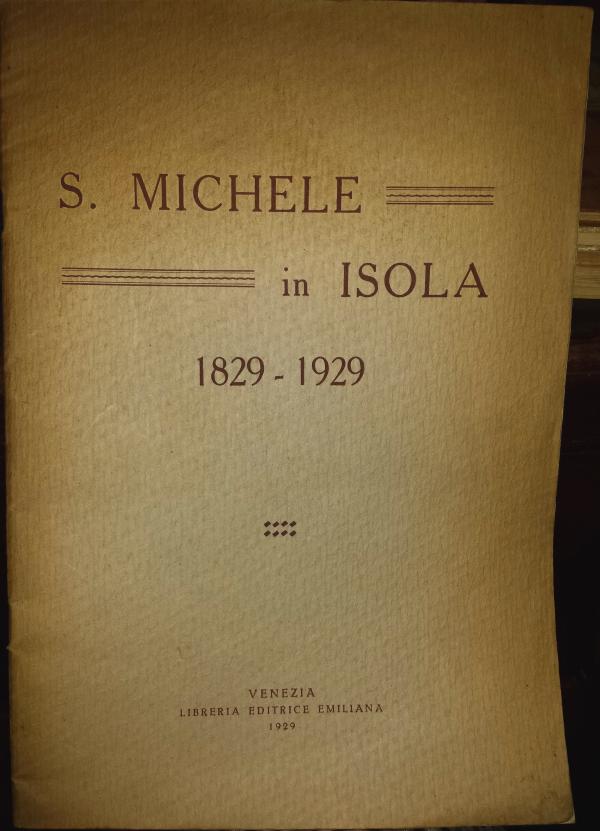 S. MICHELE
in ISOLA
1829 - 1929
VENEZIA
LIBRERIA EDITRICE EMILIANA
1929